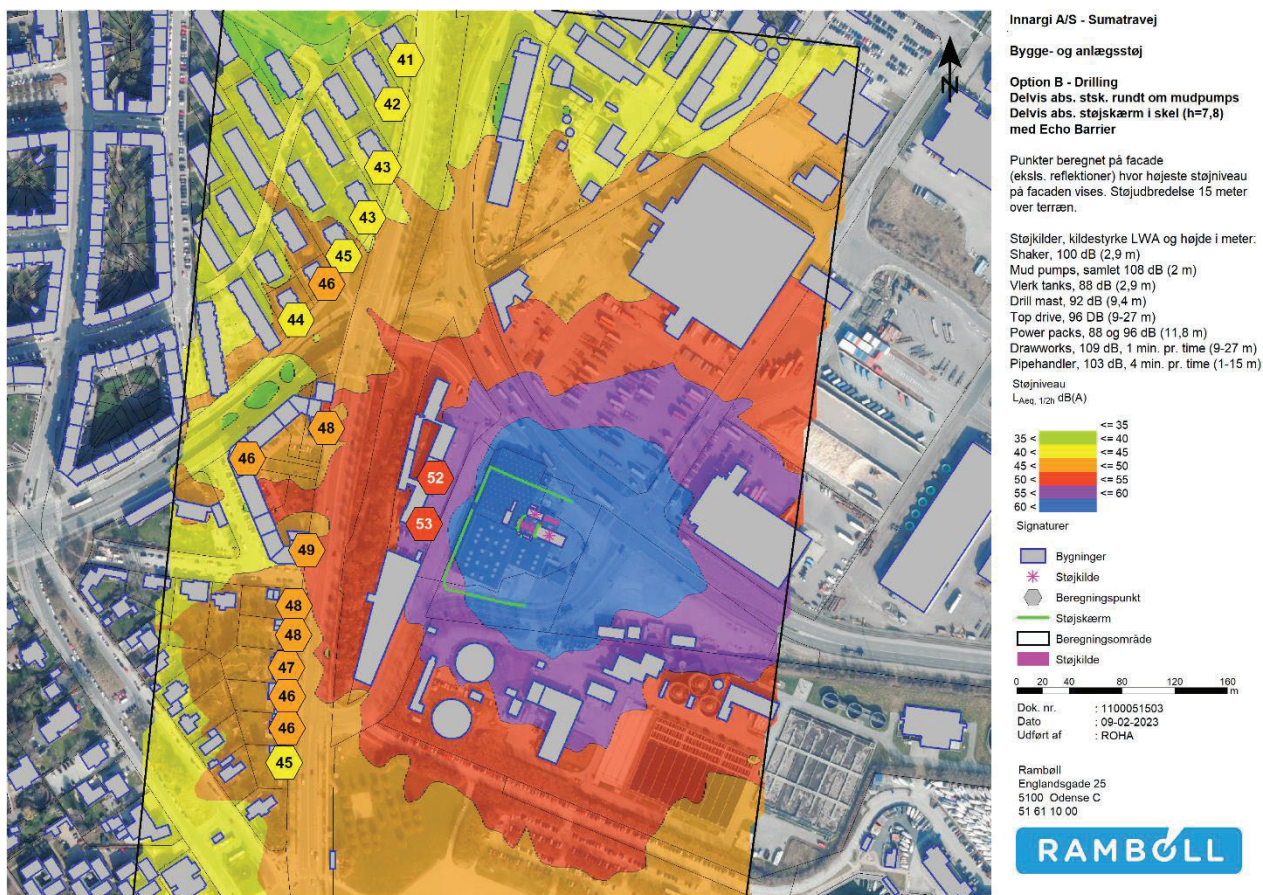 41
42
43
43
45
46
44
48
46
52
53
49
48
48
47
46
46
45
N
Innargi A/S - Sumatravej
Bygge- og anlægsstøj
Option B - Drilling
Delvis abs. stsk. rundt om mudpumps
Delvis abs. støjskærm i skel (h=7,8)
med Echo Barrier
Punkter beregnet på facade
(eksls. reflektioner) hvor højeste støjniveau
på facaden vises. Støjudbredelse 15 meter
over terræn.
Støjkilder, kildestyrke LWA og højde i meter:
Shaker, 100 dB (2,9 m)
Mud pumps, samlet 108 dB (2 m)
Vlerk tanks, 88 dB (2,9 m)
Drill mast, 92 dB (9,4 m)
Top drive, 96 DB (9-27 m)
Power packs, 88 og 96 dB (11,8 m)
Drawworks, 109 dB, 1 min. pr. time (9-27 m)
Pipehandler, 103 dB, 4 min. pr. time (1-15 m)
Støjniveau
LAeq, 1/2h dB(A)
<= 35
35 < <= 40
40 < <= 45
45 < <= 50
50 < <= 55
55 < <= 60
60 <
Signaturer
Bygninger
Støjkilde
Beregningspunkt
Støjskærm
Beregningsområde
Støjkilde
0 20 40 80 120 160
m
Dok. nr. : 1100051503
Dato : 09-02-2023
Udført af : ROHA
Rambøll
Englandsgade 25
5100 Odense C
51 61 10 00
RAMBOLL